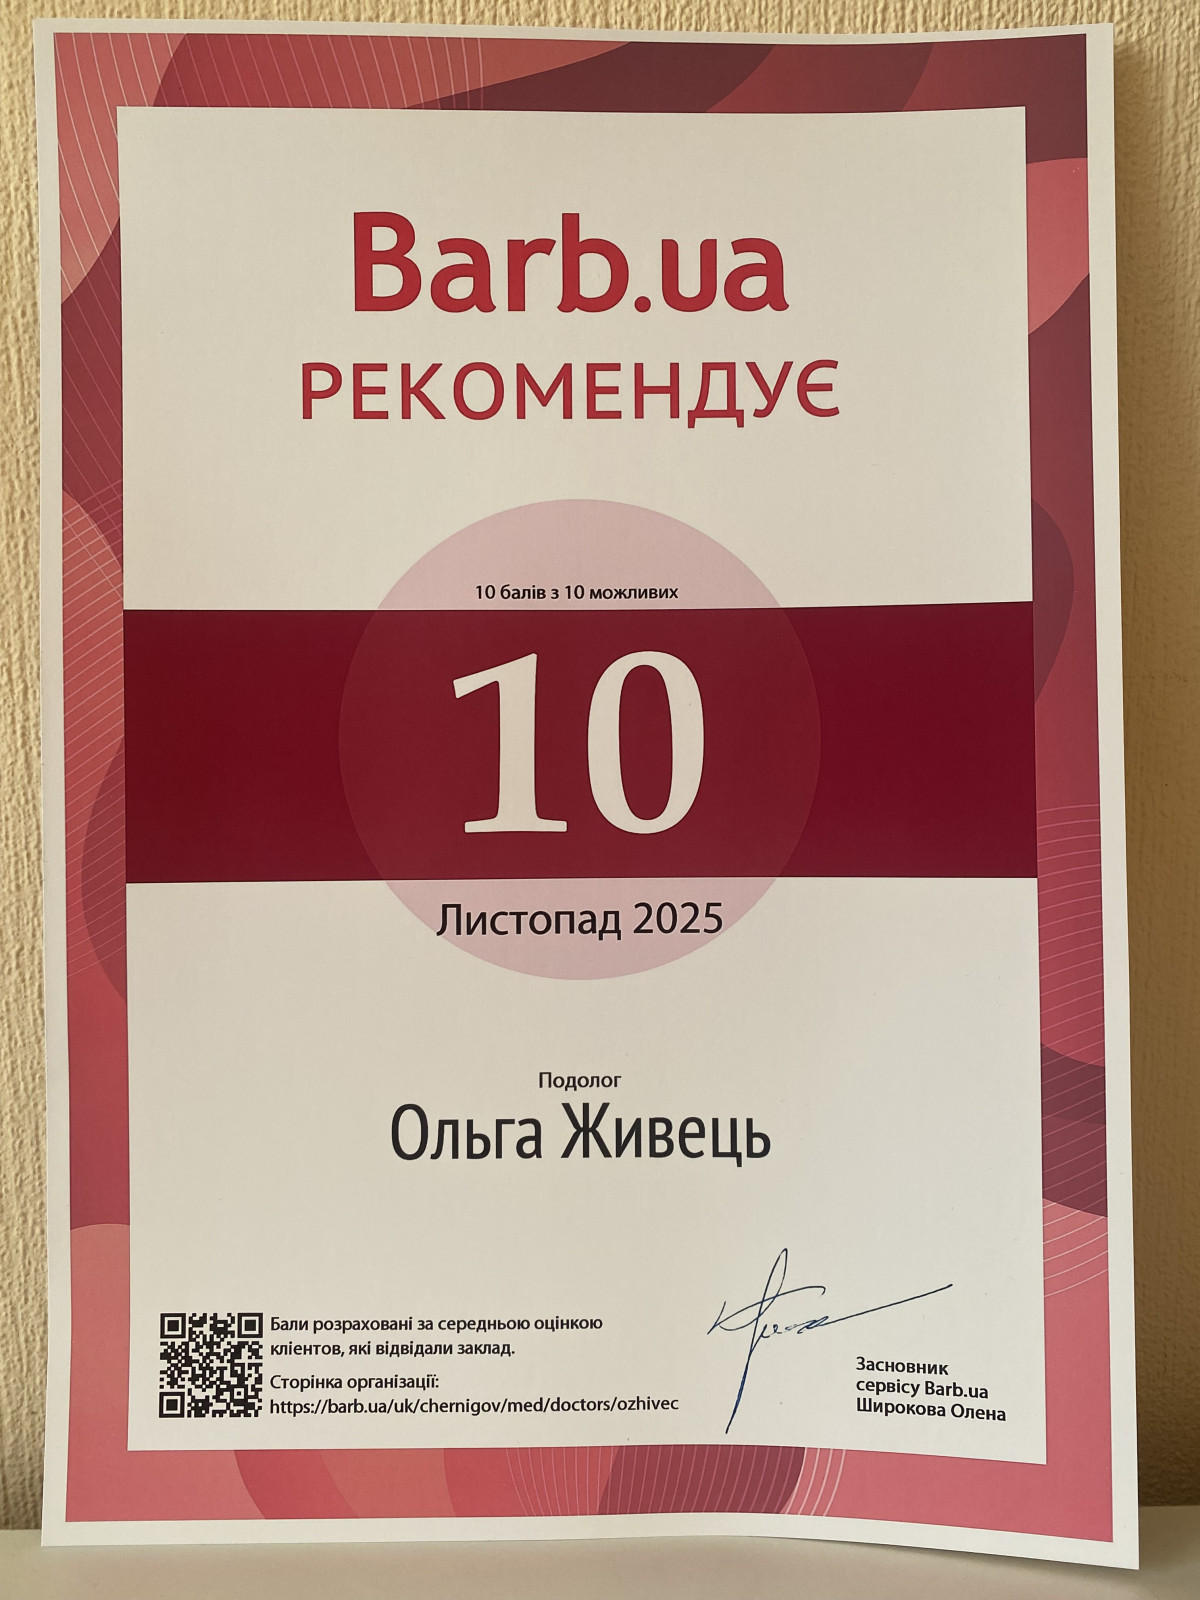 Barb.ua
РЕКОМЕНДУЄ
10 балів з 10 можливих
10
Листопад 2025
Подолог
Ольга Живець
Бали розраховані за середньою оцінкою
клієнтів, які відвідали заклад.
Сторінка організації:
https://barb.ua/uk/chernigov/med/doctors/ozhivec
Засновник
сервісу Barb.ua
Широкова Олена